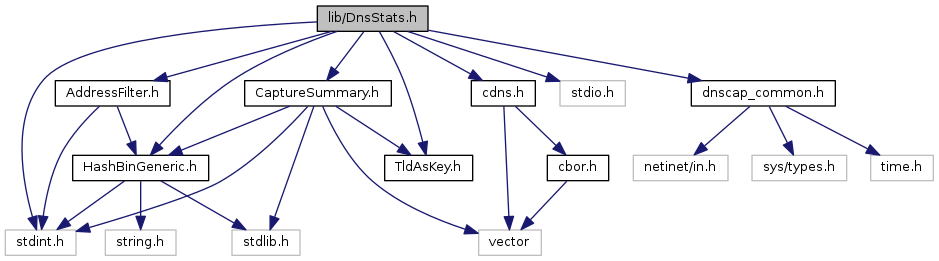 lib/DnsStats.h
AddressFilter.h
CaptureSummary.h
cdns.h
stdio.h
dnscap_common.h
HashBinGeneric.h
TldAsKey.h
cbor.h
netinet/in.h
sys/types.h
time.h
stdint.h
string.h
stdlib.h
vector